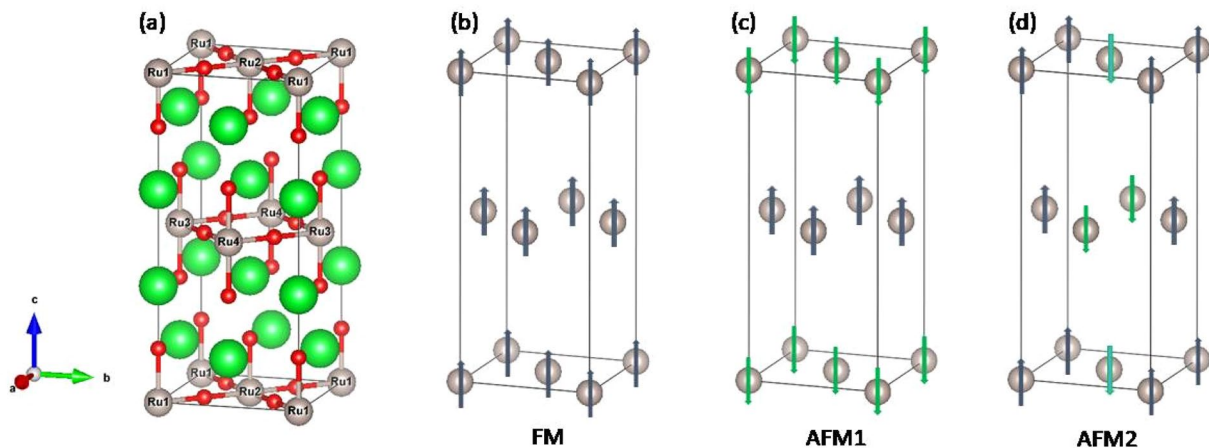 (a)
(b)
(c)
(d)
Ru1
Ru1
Ru2
Ru1
Ru1
Ru4
Ru3
Ru3
Ru4
c
b
a
Ru1
Ru1
Ru2
Ru1
Ru1
FM
AFM1
AFM2